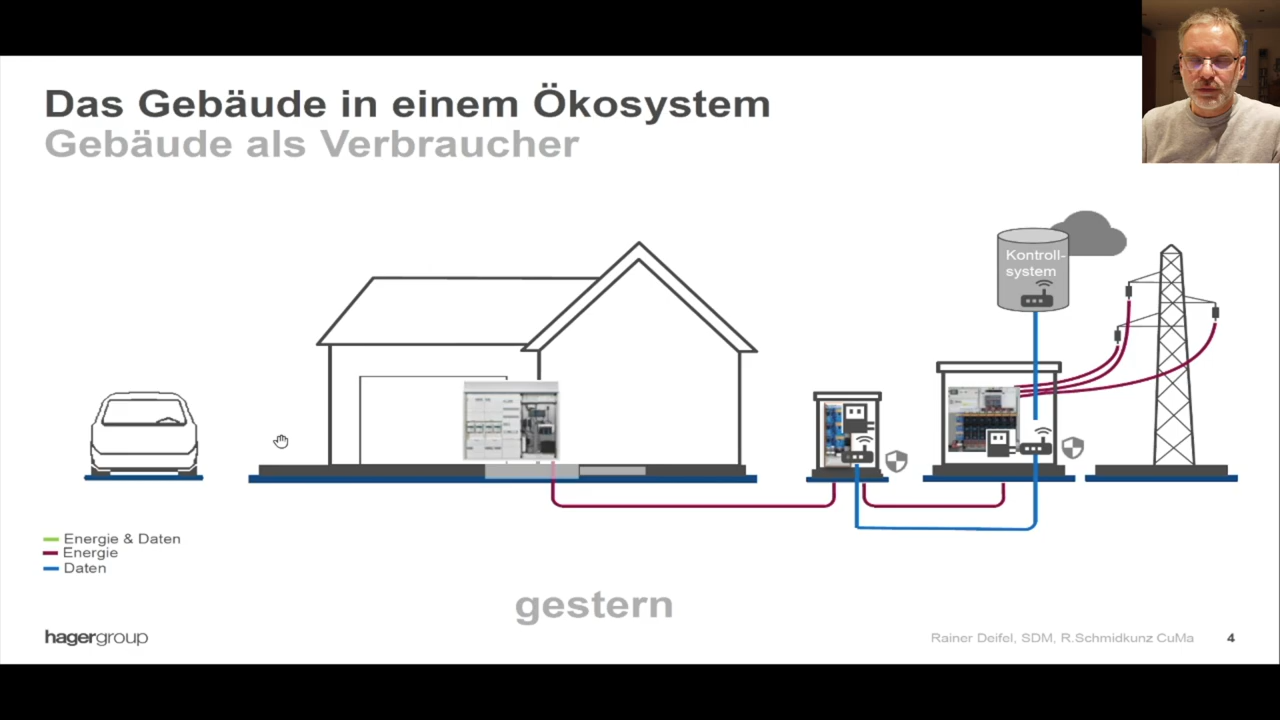 Das Gebäude in einem Ökosystem
Gebäude als Verbraucher
Kontroll-
system
Energie & Daten
Energie
Daten
gestern
hagergroup
Rainer Deifel, SDM, R.Schmidkunz CuMa
4